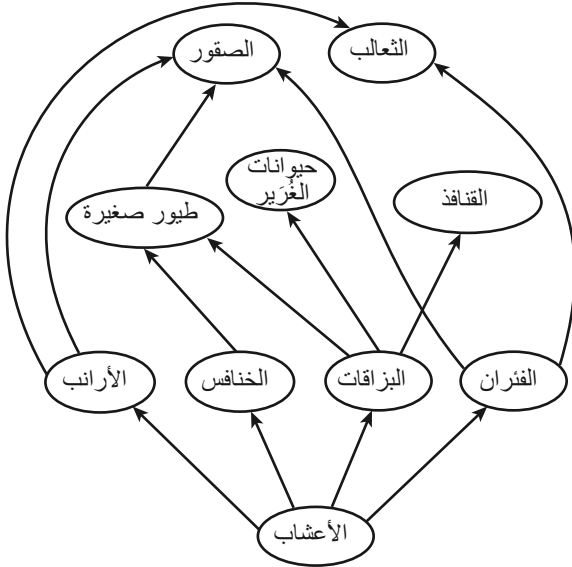 الثعالب
الصقور
حيوانات
الغُرَير
القنافذ
طيور صغيرة
الفئران
البزاقات
الخنافس
الأرانب
الأعشاب